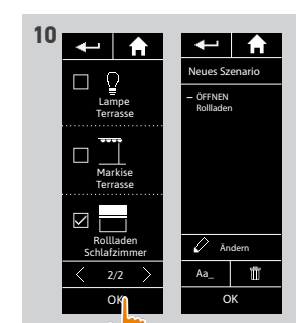 10
Lampe
Terrasse
Markise
Terrasse
Rollladen
Schlafzimmer
2/2
OK
Neues Szenario
– ÖFFNEN
Rollladen
Ändern
Aa_
OK